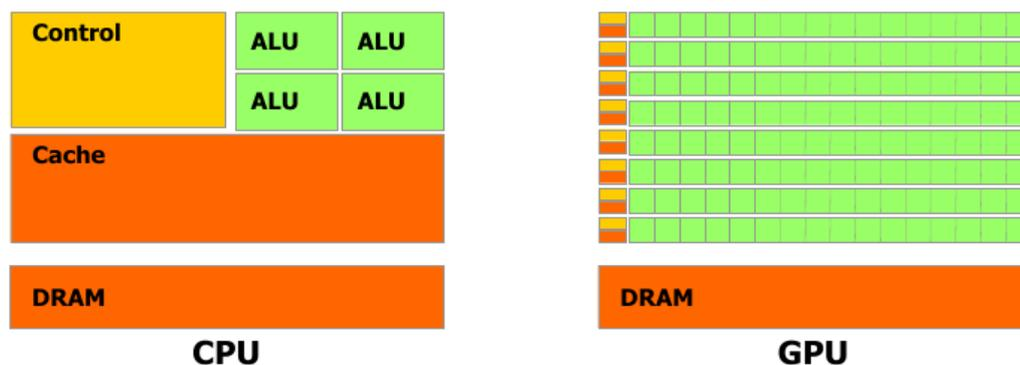 Control
ALU
ALU
ALU
ALU
Cache
DRAM
CPU
DRAM
GPU